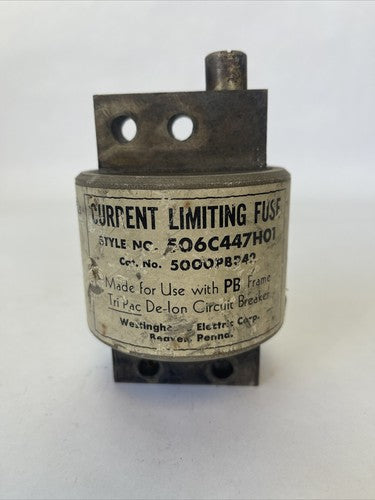 CURRENT LIMITING FUSE
STYLE NO. 506C447H01
Cat. No. 500OPB242
Made for Use with PB Frame
Tri Pac De-Ion Circuit Breaker
Westinghouse Electric Corp.
Beaver, Penna.